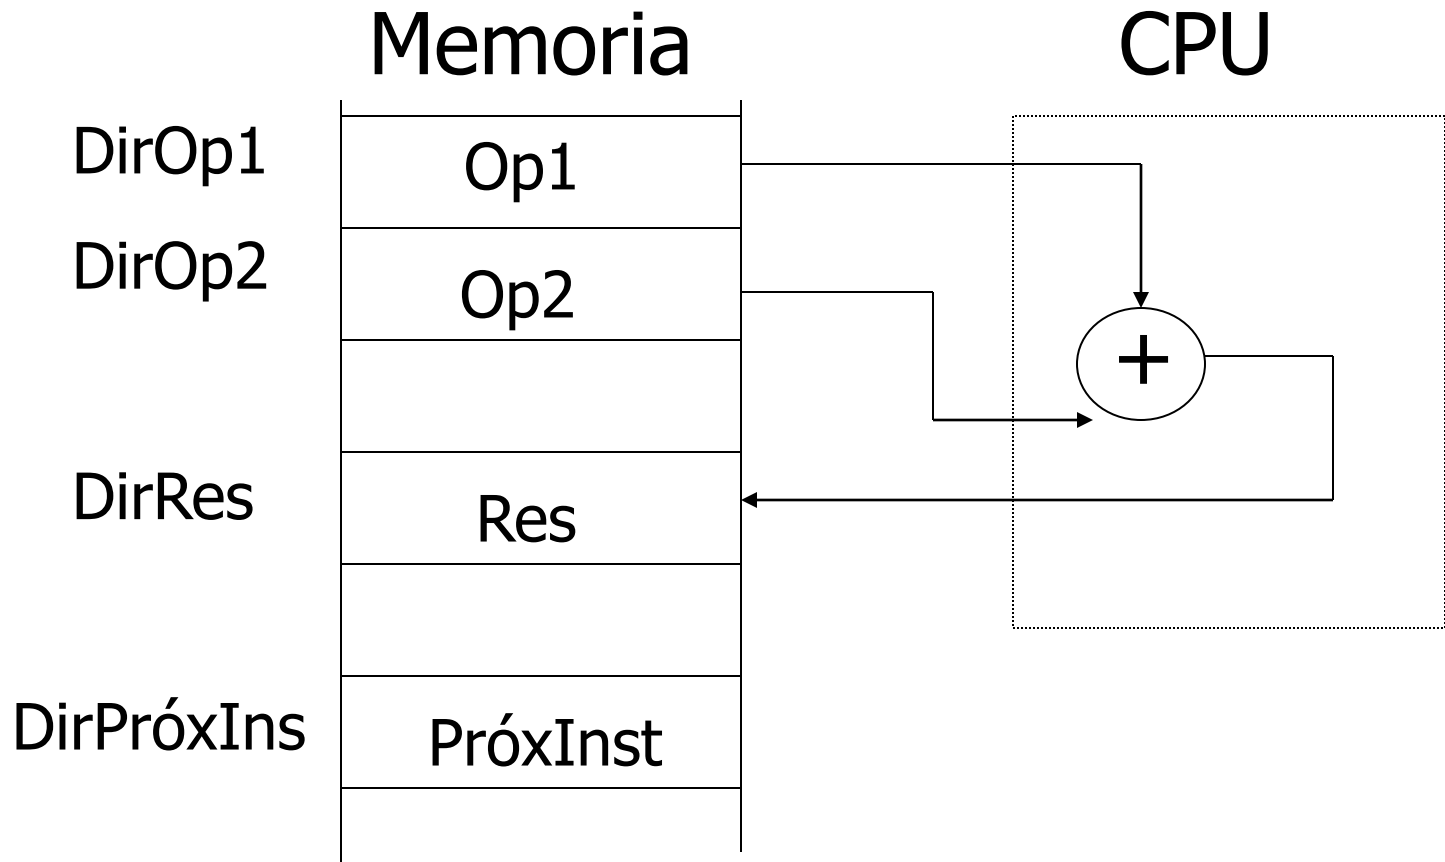 Memoria CPU
DirOp1 Op1
DirOp2 Op2
+
DirRes Res
DirPróxIns PróxInst